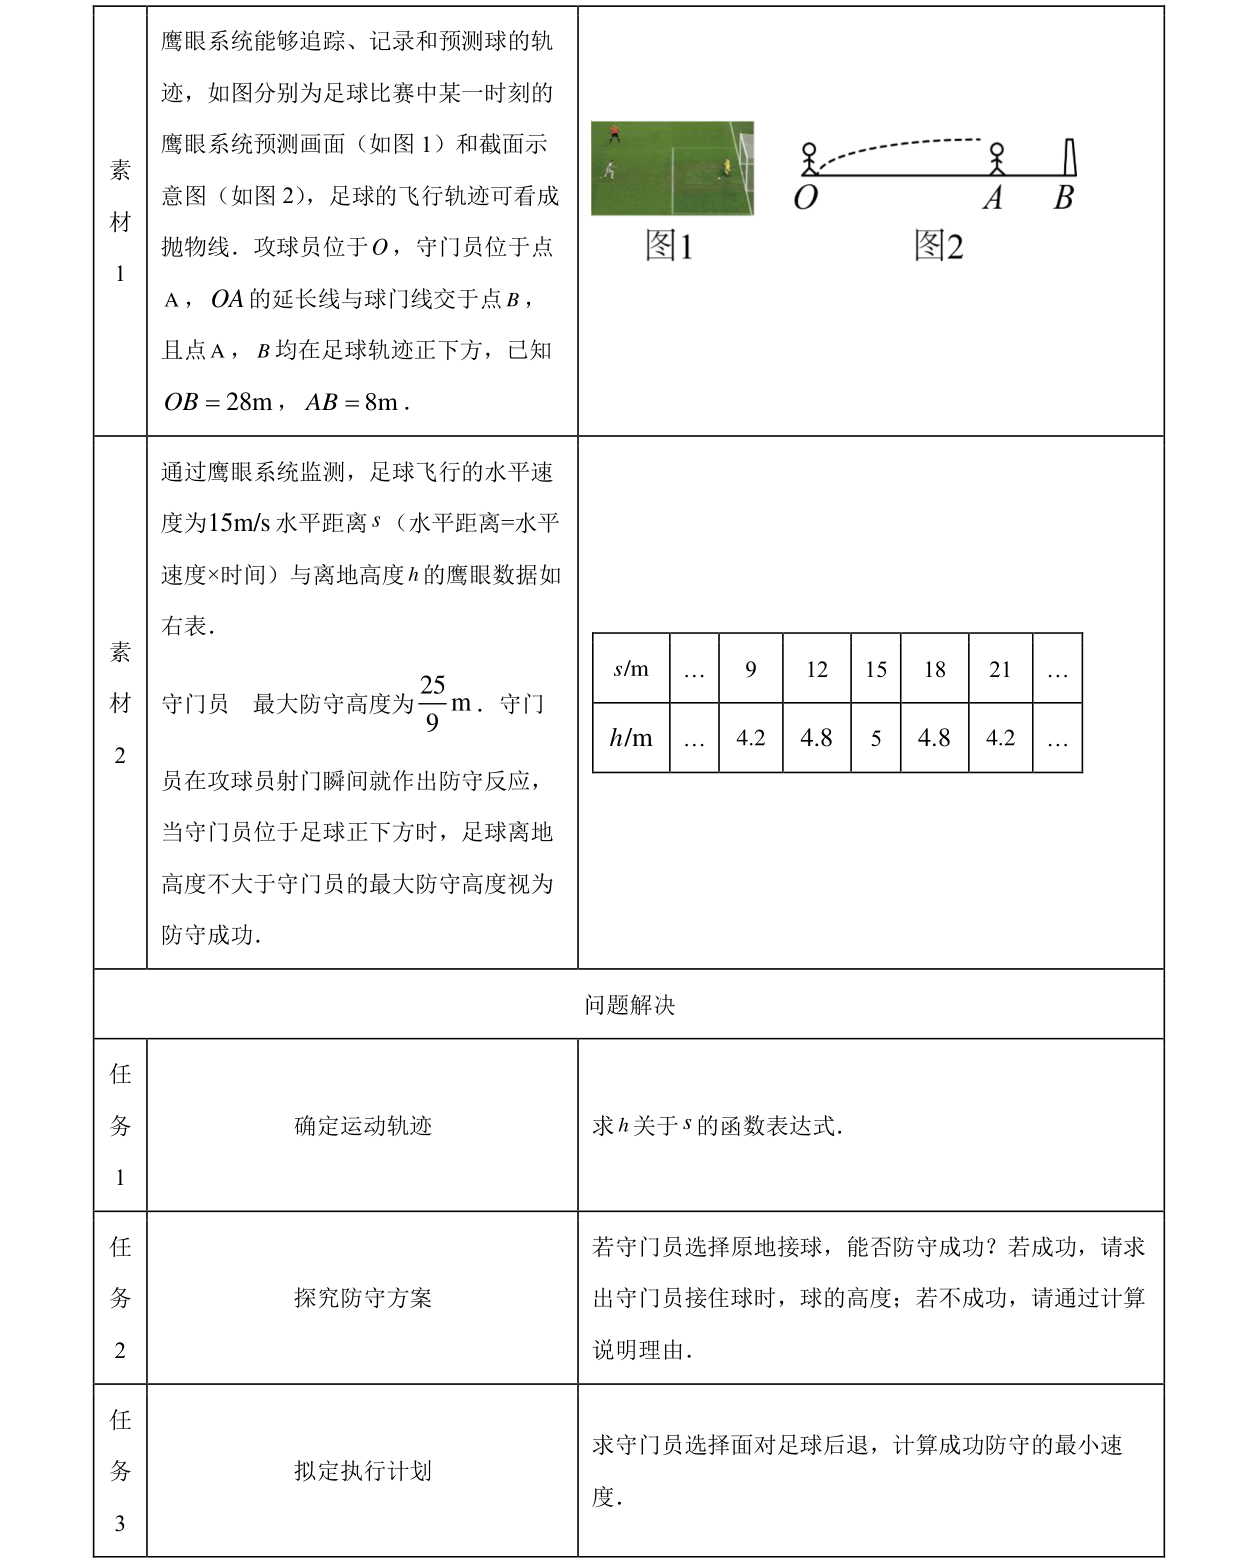 素
材
1
鹰眼系统能够追踪、记录和预测球的轨
迹，如图分别为足球比赛中某一时刻的
鹰眼系统预测画面（如图 1）和截面示
意图（如图 2），足球的飞行轨迹可看成
抛物线．攻球员位于O，守门员位于点
A，OA的延长线与球门线交于点B，
且点A，B均在足球轨迹正下方，已知
OB = 28m，AB = 8m．
O
A
B
图1
图2
素
材
2
通过鹰眼系统监测，足球飞行的水平速
度为15m/s 水平距离s（水平距离=水平
速度×时间）与离地高度h的鹰眼数据如
右表．
守门员　最大防守高度为25/9 m．守门
员在攻球员射门瞬间就作出防守反应，
当守门员位于足球正下方时，足球离地
高度不大于守门员的最大防守高度视为
防守成功．
s/m … 9 12 15 18 21 …
h/m … 4.2 4.8 5 4.8 4.2 …
问题解决
任
务
1
确定运动轨迹
求h关于s的函数表达式．
任
务
2
探究防守方案
若守门员选择原地接球，能否防守成功？若成功，请求
出守门员接住球时，球的高度；若不成功，请通过计算
说明理由．
任
务
3
拟定执行计划
求守门员选择面对足球后退，计算成功防守的最小速
度．